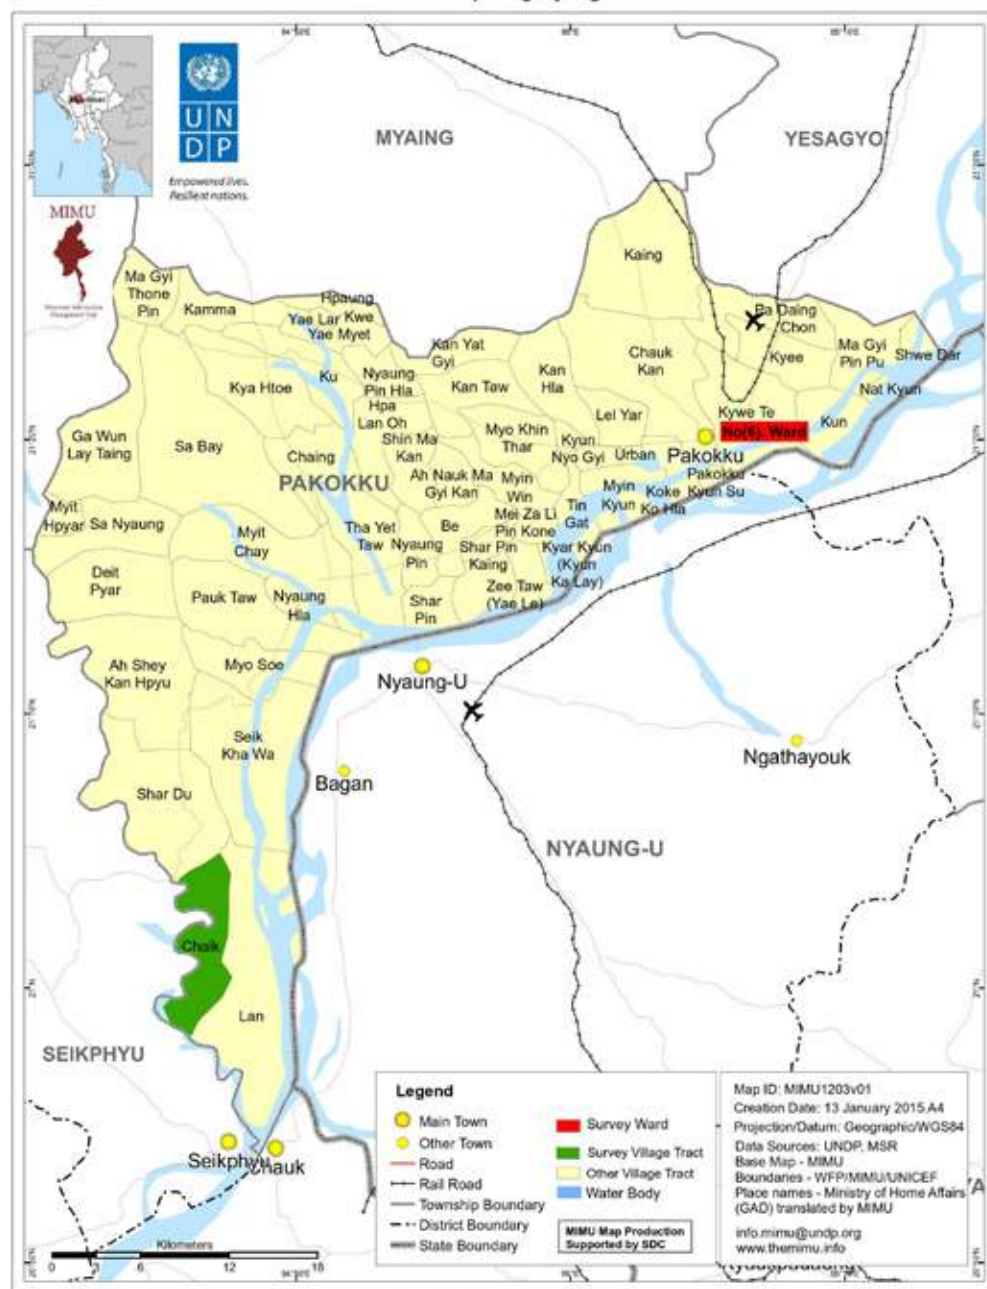 UN
DP
Empowered lives.
Resilient nations.
MIMU
MYAING
YESAGYO
Kaing
Ma Gyi
Thone
Pin
Kamma
Hpaung
Kwe
Yae Lar
Yae Myet
Kan Yat
Gyi
Pa Daing
Chon
Kyee
Ma Gyi
Pin Pu
Shwe Dar
Nat Kyun
Chauk
Kan
Kan
Hla
Kya Htoe
Ku
Nyaung
Pin Hla
Hpa
Lan Oh
Kan Taw
Lel Yar
Kywe Te
No(6), Ward
Kun
Ga Wun
Lay Taing
Sa Bay
Chaing
Shin Ma
Kan
Myo Khin
Thar
Kyun
Nyo Gyi
Urban
Pakokku
PAKOKKU
Ah Nauk Ma
Gyi Kan
Myin
Win
Myin
Kyun
Koke
Ko Hla
Pakokku
Kyun Su
Myit
Hpyar
Sa Nyaung
Myit
Chay
Tha Yet
Taw
Nyaung
Pin
Be
Mei Za Li
Pin Kone
Tin
Gat
Shar Pin
Kaing
Kyar Kyun
(Kyun
Ka Lay)
Deit
Pyar
Pauk Taw
Nyaung
Hla
Shar
Pin
Zee Taw
(Yae Le)
Ah Shey
Kan Hpyu
Myo Soe
Nyaung-U
Seik
Kha Wa
Ngathayouk
Bagan
Shar Du
NYAUNG-U
Chaik
Lan
SEIKPHYU
Seikphyu
Chauk
Kilometers
0 6 12 18
Legend
Main Town
Other Town
Road
Rail Road
Township Boundary
District Boundary
State Boundary
Survey Ward
Survey Village Tract
Other Village Tract
Water Body
MIMU Map Production
Supported by SDC
Map ID: MIMU1203v01
Creation Date: 13 January 2015.A4
Projection/Datum: Geographic/WGS84
Data Sources: UNDP, MSR
Base Map - MIMU
Boundaries - WFP/MIMU/UNICEF
Place names - Ministry of Home Affairs
(GAD) translated by MIMU
info.mimu@undp.org
www.themimu.info